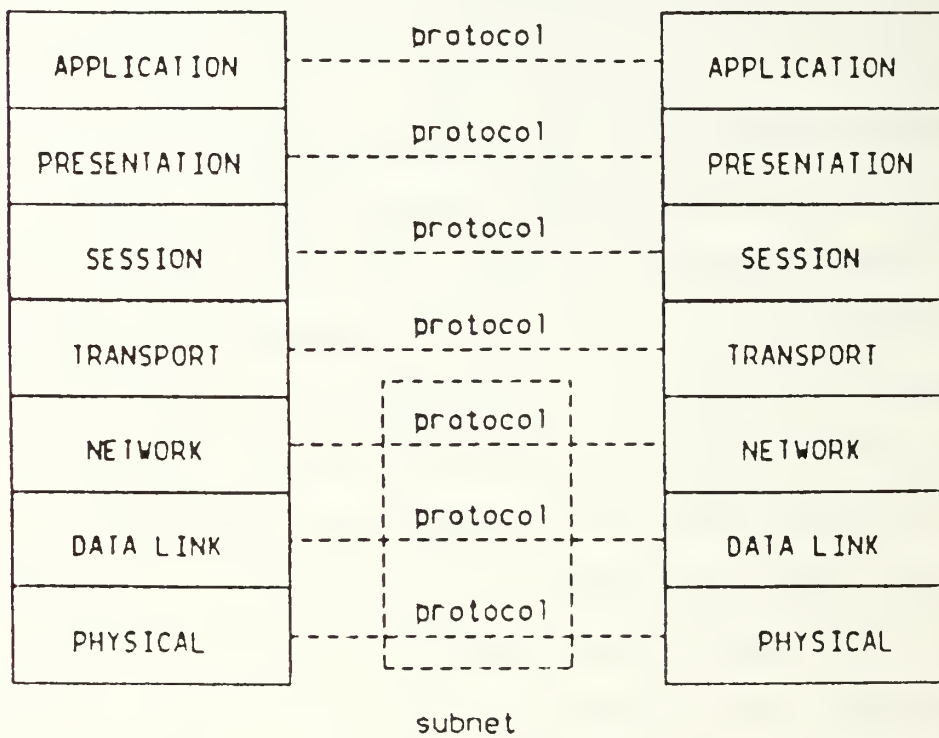 protocol
APPLICATION APPLICATION
protocol
PRESENTATION PRESENTATION
protocol
SESSION SESSION
protocol
TRANSPORT TRANSPORT
protocol
NETWORK NETWORK
protocol
DATA LINK DATA LINK
protocol
PHYSICAL PHYSICAL
subnet